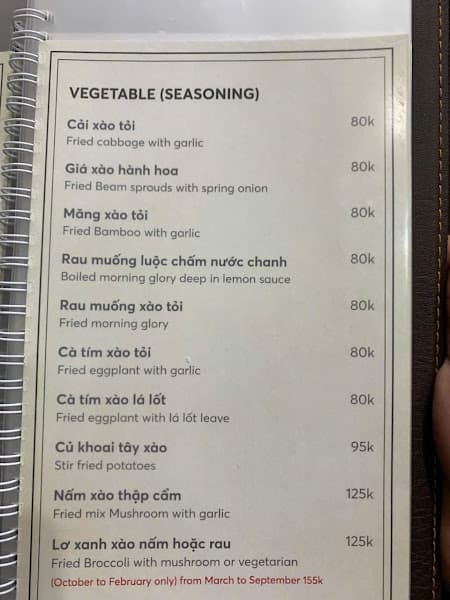 VEGETABLE (SEASONING)
Cải xào tỏi 80k
Fried cabbage with garlic
Giá xào hành hoa 80k
Fried Beam sprouds with spring onion
Măng xào tỏi 80k
Fried Bamboo with garlic
Rau muống luộc chấm nước chanh 80k
Boiled morning glory deep in lemon sauce
Rau muống xào tỏi 80k
Fried morning glory
Cà tím xào tỏi 80k
Fried eggplant with garlic
Cà tím xào lá lốt 80k
Fried eggplant with lá lốt leave
Củ khoai tây xào 95k
Stir fried potatoes
Nấm xào thập cẩm 125k
Fried mix Mushroom with garlic
Lơ xanh xào nấm hoặc rau 125k
Fried Broccoli with mushroom or vegetarian
(October to February only) from March to September 155k